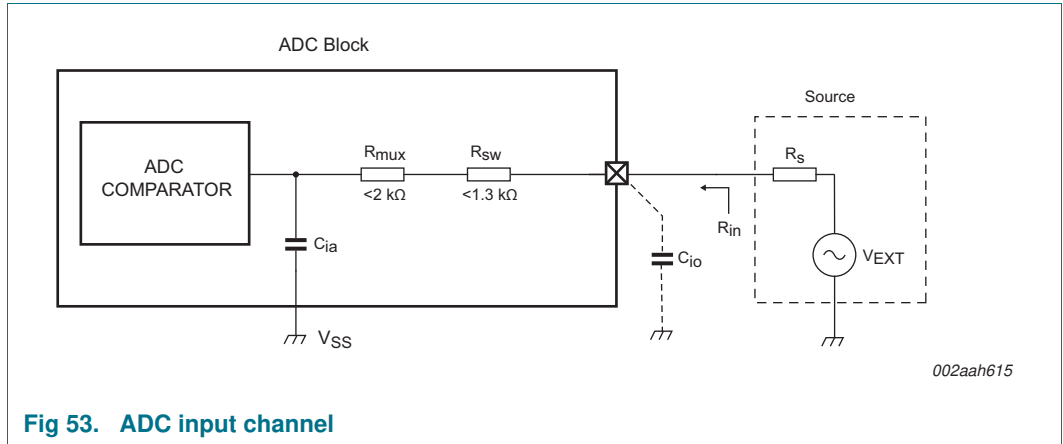 ADC Block
Source
ADC
COMPARATOR
Rmux
<2 kΩ
Rsw
<1.3 kΩ
Rs
Rin
Cia
Cio
VEXT
VSS
002aah615
Fig 53. ADC input channel